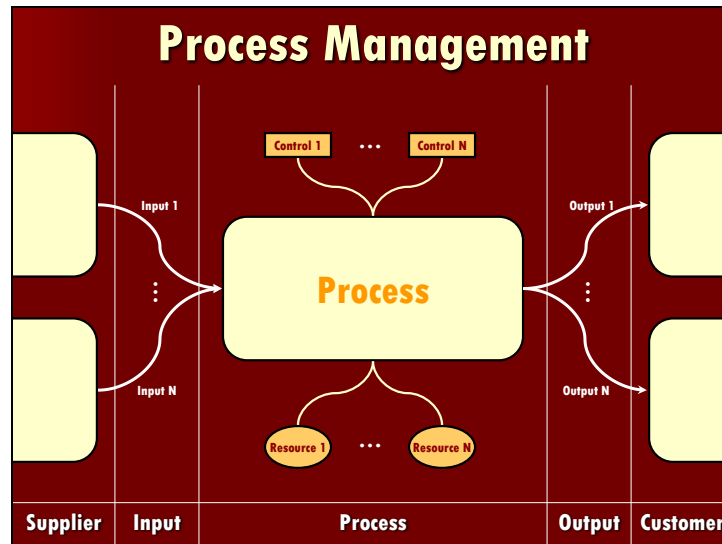 Process Management
Control 1 ... Control N
Input 1
Output 1
Process
...
...
Input N
Output N
Resource 1 ... Resource N
Supplier Input Process Output Customer